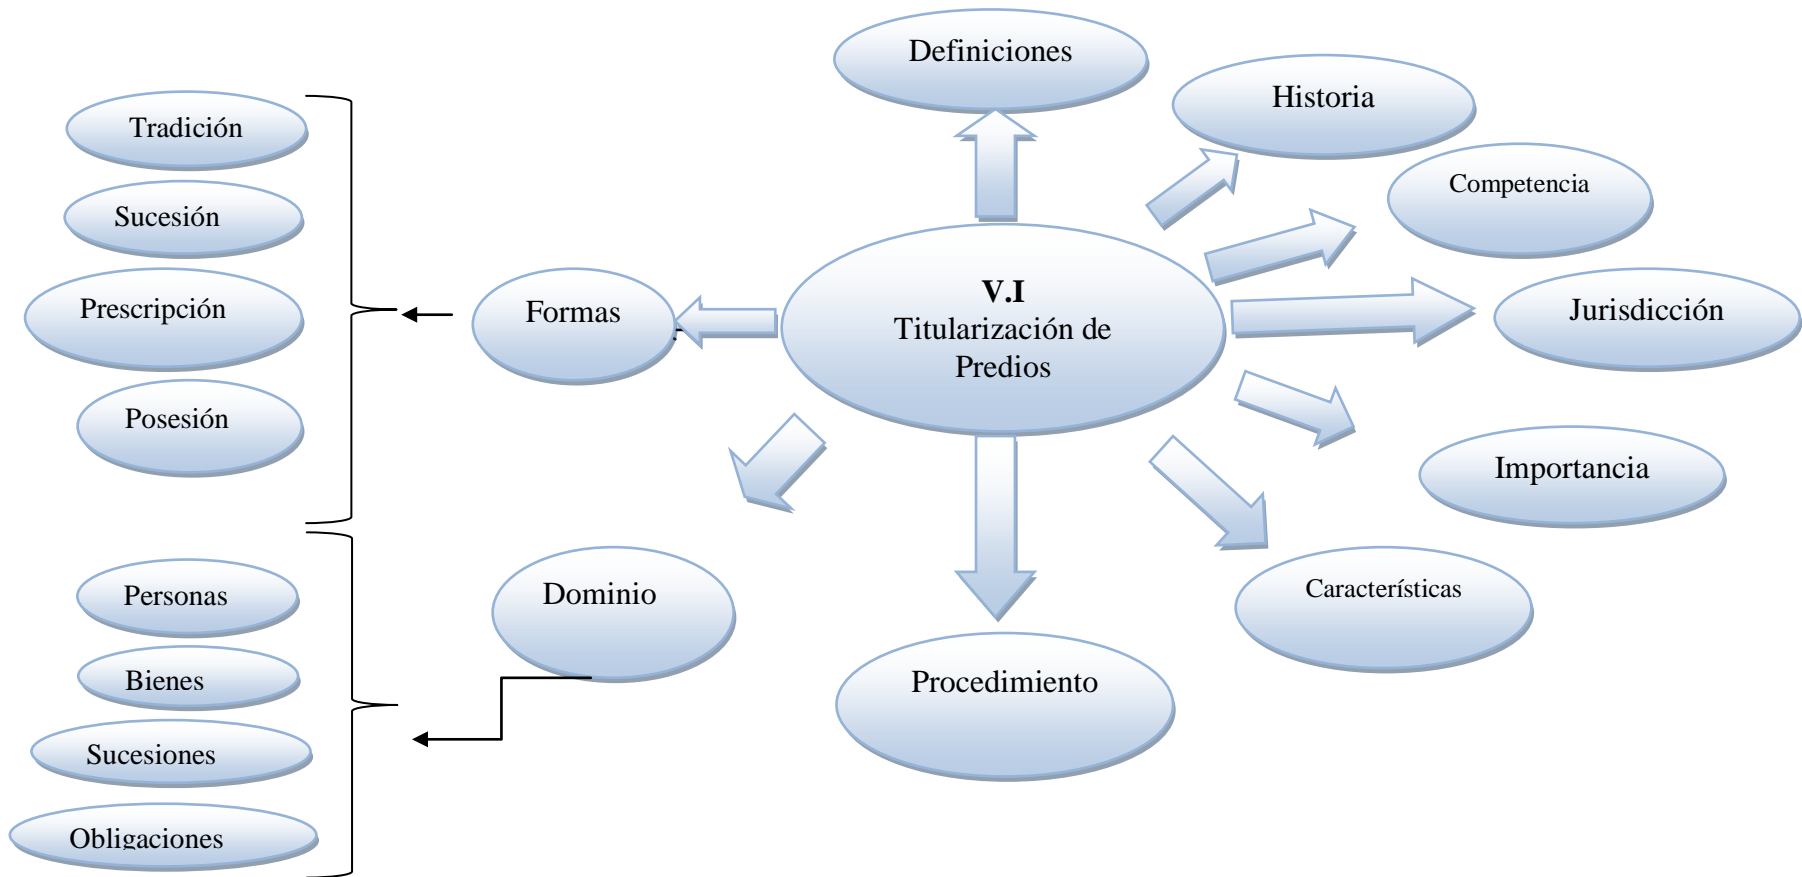 Definiciones
Historia
Competencia
Jurisdicción
Importancia
Características
Procedimiento
V.I
Titularización de
Predios
Formas
Tradición
Sucesión
Prescripción
Posesión
Dominio
Personas
Bienes
Sucesiones
Obligaciones